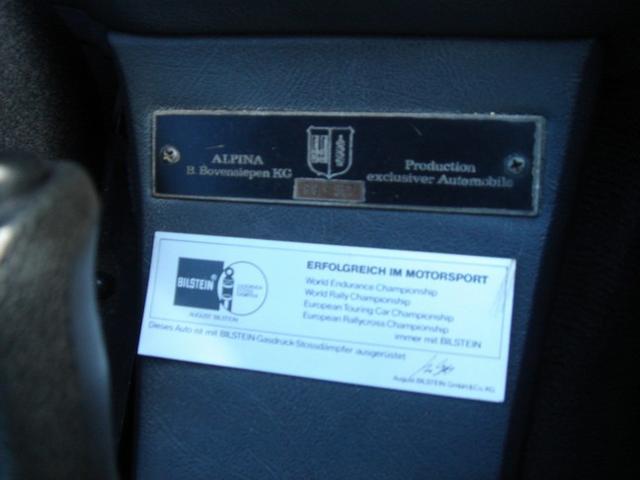 ALPINA
B. Bovensiepen KG
Production
exclusiver Automobile
BILSTEIN®
AUGUST BILSTEIN
ERFOLGREICH IM MOTORSPORT
World Endurance Championship
World Rally Championship
European Touring Car Championship
European Rallycross Championship
immer mit BILSTEIN
Dieses Auto ist mit BILSTEIN Gasdruck-Stossdämpfer ausgerüstet
August BILSTEIN GmbH & Co. KG